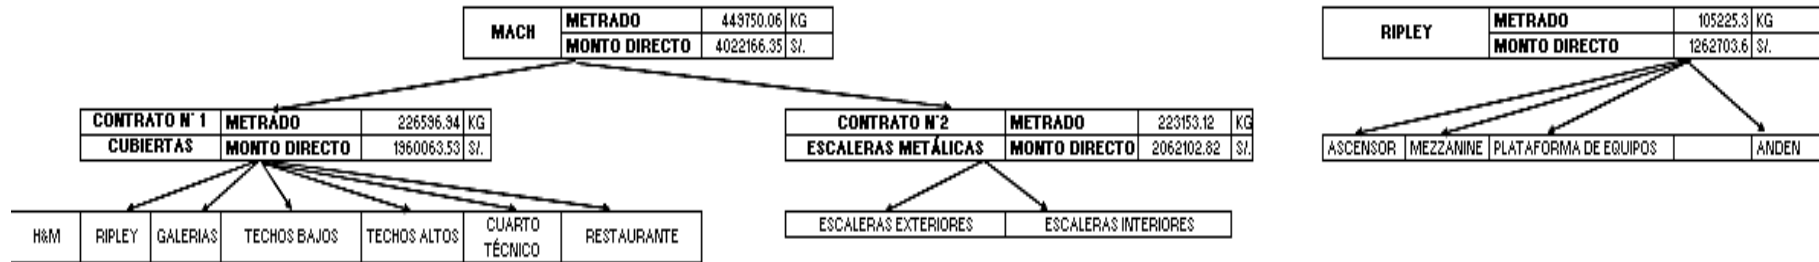 MACH METRADO 449750.06 KG
MONTO DIRECTO 4022166.35 S/.
RIPLEY METRADO 105225.3 KG
MONTO DIRECTO 1262703.6 S/.
CONTRATO N° 1 METRADO 226596.94 KG
CUBIERTAS MONTO DIRECTO 1960063.53 S/.
CONTRATO N°2 METRADO 223153.12 KG
ESCALERAS METÁLICAS MONTO DIRECTO 2062102.82 S/.
ASCENSOR MEZZANINE PLATAFORMA DE EQUIPOS ANDEN
H&M RIPLEY GALERIAS TECHOS BAJOS TECHOS ALTOS CUARTO TÉCNICO RESTAURANTE
ESCALERAS EXTERIORES ESCALERAS INTERIORES